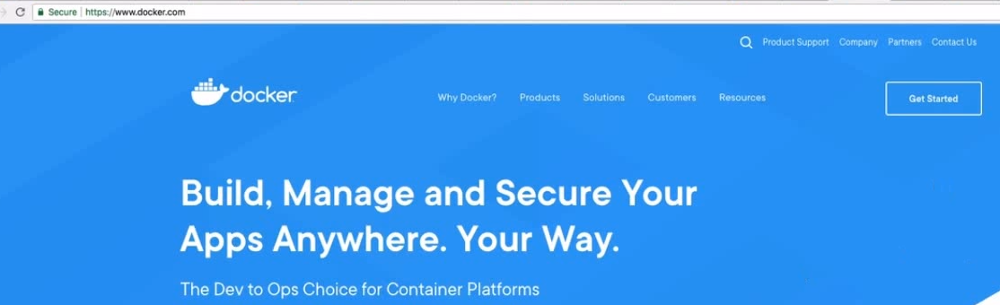 Secure https://www.docker.com
Product Support Company Partners Contact Us
docker
Why Docker? Products Solutions Customers Resources
Get Started
Build, Manage and Secure Your
Apps Anywhere. Your Way.
The Dev to Ops Choice for Container Platforms